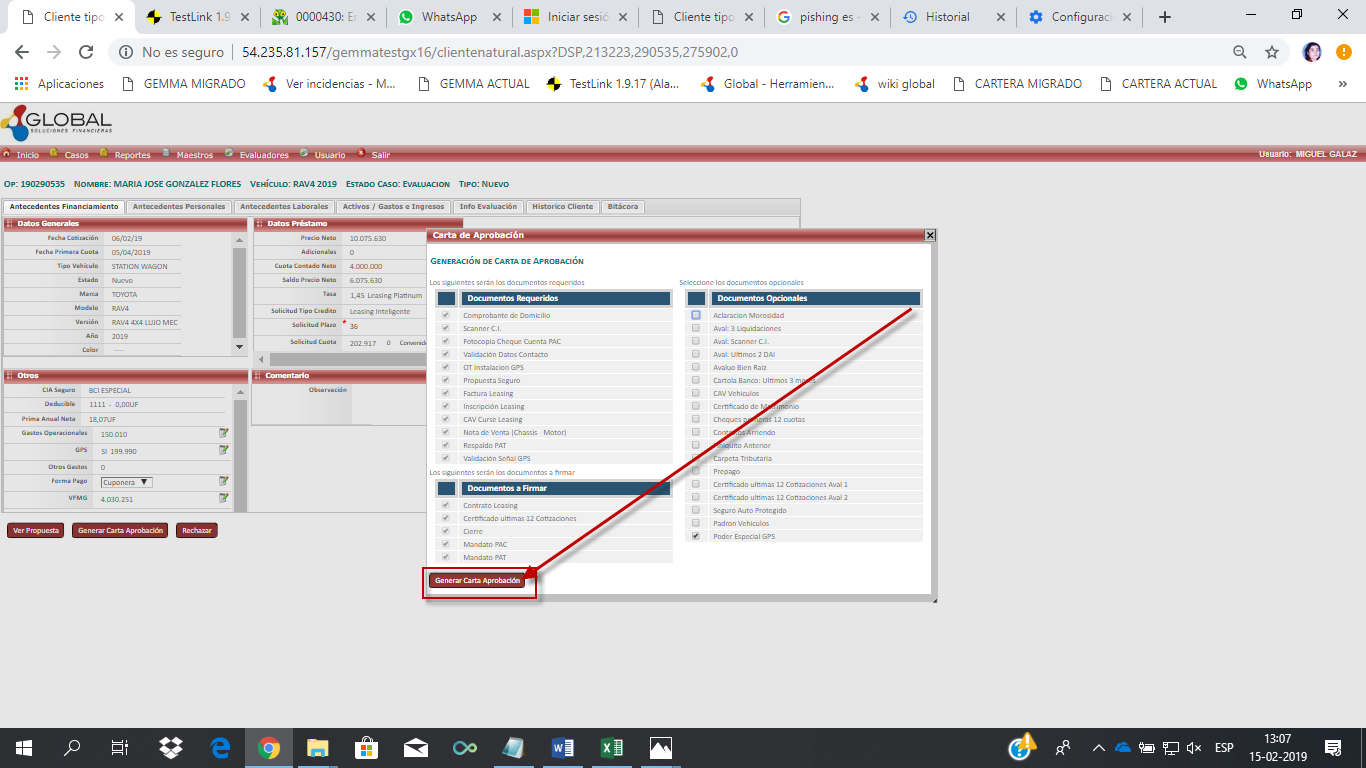 Cliente tipo
TestLink 1.9
0000430: Er
WhatsApp
Iniciar sesió
Cliente tipo
pishing es -
Historial
Configuraci
No es seguro | 54.235.81.157/gemmatestgx16/clientenatural.aspx?DSP,213223,290535,275902,0
Aplicaciones
GEMMA MIGRADO
Ver incidencias - M...
GEMMA ACTUAL
TestLink 1.9.17 (Ala...
Global - Herramien...
wiki global
CARTERA MIGRADO
CARTERA ACTUAL
WhatsApp
»
GLOBAL
SOLUCIONES FINANCIERAS
Inicio Casos Reportes Maestros Evaluadores Usuario Salir
Usuario: MIGUEL GALAZ
OP: 190290535 NOMBRE: MARIA JOSE GONZALEZ FLORES VEHÍCULO: RAV4 2019 ESTADO CASO: EVALUACION TIPO: NUEVO
Antecedentes Financiamiento
Antecedentes Personales
Antecedentes Laborales
Activos / Gastos e Ingresos
Info Evaluación
Historico Cliente
Bitácora
Datos Generales
Fecha Cotización 06/02/19
Fecha Primera Cuota 05/04/2019
Tipo Vehículo STATION WAGON
Estado Nuevo
Marca TOYOTA
Modelo RAV4
Versión RAV4 4X4 LUJO MEC
Año 2019
Color ----
Datos Préstamo
Precio Neto 10.075.630
Adicionales 0
Cuota Contado Neto 4.000.000
Saldo Precio Neto 6.075.630
Tasa 1,45 Leasing Platinum
Solicitud Tipo Credito Leasing Inteligente
Solicitud Plazo * 36
Solicitud Cuota 202.917 0 Convenio
Otros
CIA Seguro BCI ESPECIAL
Deducible 1111 - 0,00UF
Prima Anual Neta 18,07UF
Gastos Operacionales 150.010
GPS SI 199.990
Otros Gastos 0
Forma Pago Cuponera
VFMG 4.030.251
Comentario
Observación
Ver Propuesta
Generar Carta Aprobación
Rechazar
Carta de Aprobación
GENERACIÓN DE CARTA DE APROBACIÓN
Los siguientes serán los documentos requeridos
Documentos Requeridos
Comprobante de Domicilio
Scanner C.I.
Fotocopia Cheque Cuenta PAC
Validación Datos Contacto
OT Instalacion GPS
Propuesta Seguro
Factura Leasing
Inscripción Leasing
CAV Curse Leasing
Nota de Venta (Chassis - Motor)
Respaldo PAT
Validación Señal GPS
Los siguientes serán los documentos a firmar
Documentos a Firmar
Contrato Leasing
Certificado ultimas 12 Cotizaciones
Cierre
Mandato PAC
Mandato PAT
Generar Carta Aprobación
Seleccione los documentos opcionales
Documentos Opcionales
Aclaracion Morosidad
Aval: 3 Liquidaciones
Aval: Scanner C.I.
Aval: Ultimos 2 DAI
Avaluo Bien Raiz
Cartola Banco: Ultimos 3 meses
CAV Vehiculos
Certificado de Matrimonio
Cheques primeras 12 cuotas
Contratos Arriendo
Finiquito Anterior
Carpeta Tributaria
Prepago
Certificado ultimas 12 Cotizaciones Aval 1
Certificado ultimas 12 Cotizaciones Aval 2
Seguro Auto Protegido
Padron Vehiculos
Poder Especial GPS
ESP
13:07
15-02-2019